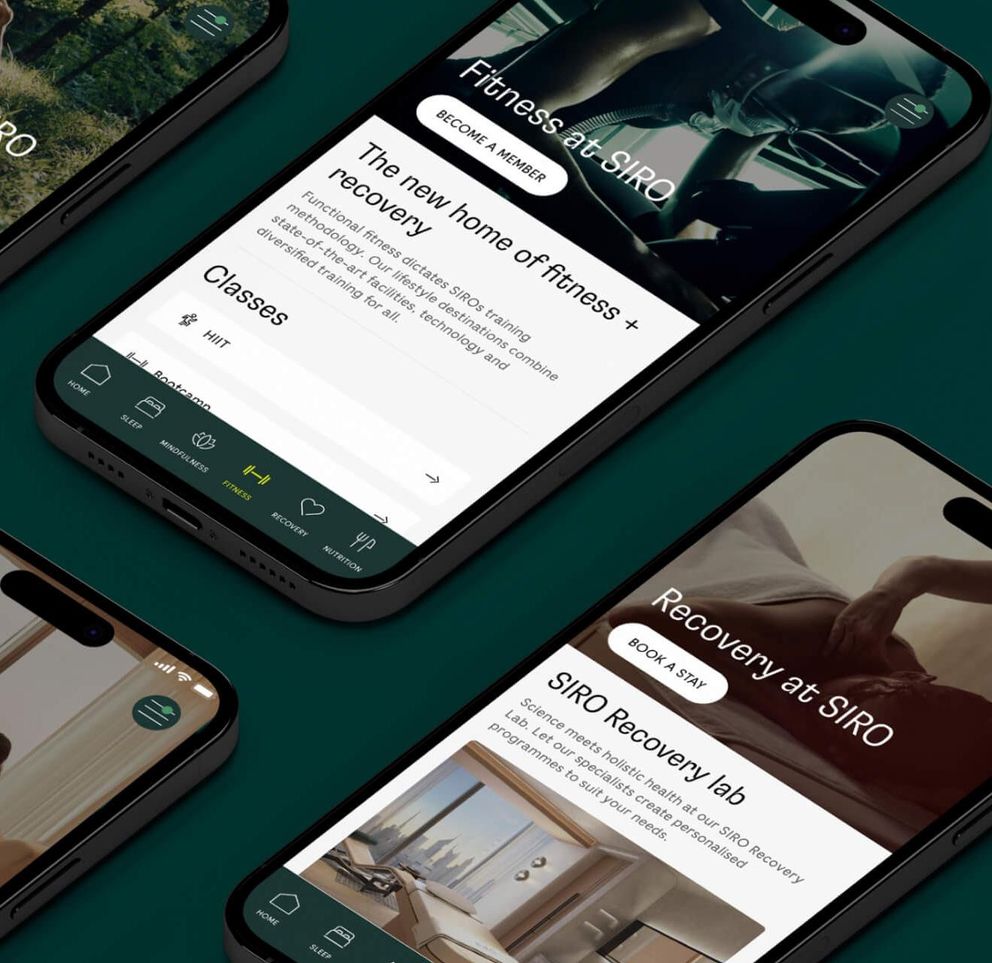 RO
Fitness at SIRO
BECOME A MEMBER
The new home of fitness +
recovery
Functional fitness dictates SIROs training
methodology. Our lifestyle destinations combine
state-of-the-art facilities, technology and
diversified training for all.
Classes
HIIT
Bootcamp
HOME
SLEEP
MINDFULNESS
FITNESS
RECOVERY
NUTRITION
Recovery at SIRO
BOOK A STAY
SIRO Recovery lab
Science meets holistic health at our SIRO Recovery
Lab. Let our specialists create personalised
programmes to suit your needs.
HOME
SLEEP